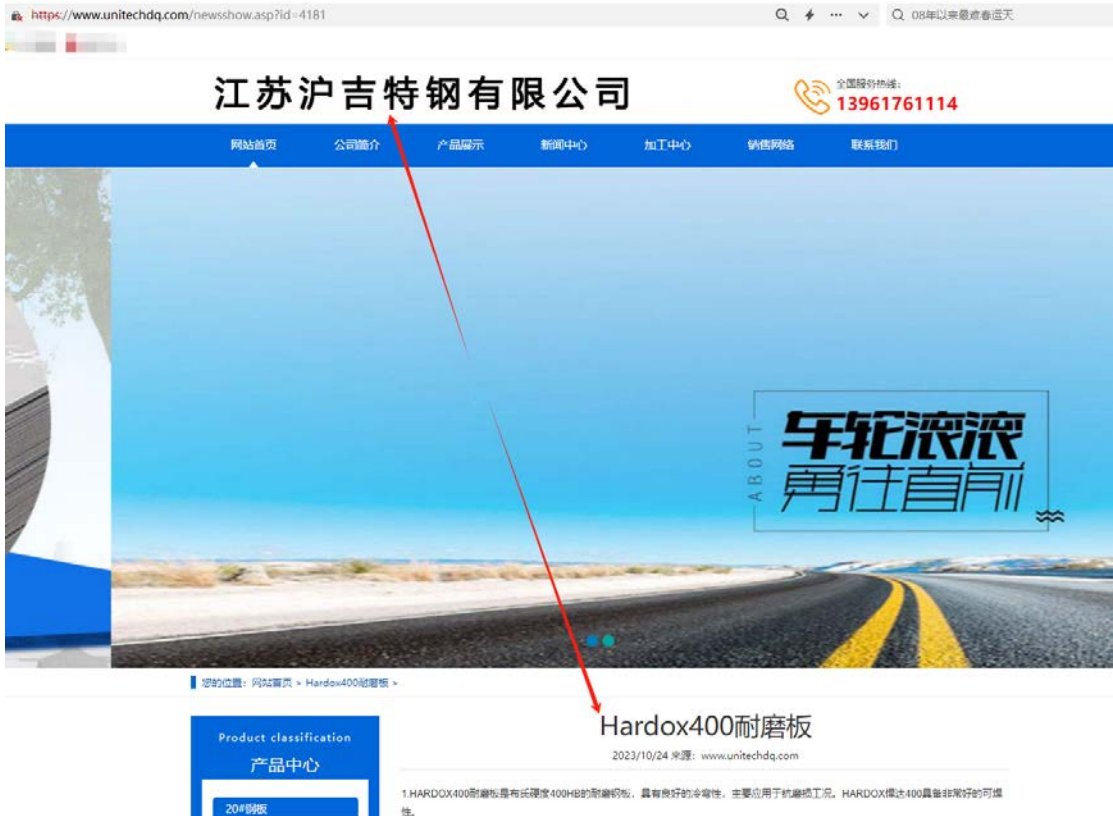 https://www.unitechdq.com/newsshow.asp?id=4181
08年以来最难春运天
江苏沪吉特钢有限公司
全国服务热线:
13961761114
网站首页 公司简介 产品展示 新闻中心 加工中心 销售网络 联系我们
ABOUT
车轮滚滚
勇往直前
您的位置: 网站首页 > Hardox400耐磨板 >
Product classification
产品中心
20#钢板
Hardox400耐磨板
2023/10/24 来源: www.unitechdq.com
1.HARDOX400耐磨板是布氏硬度400HB的耐磨钢板，具有良好的冷弯性，主要应用于抗磨损工况。HARDOX悍达400具备非常好的可焊
性。